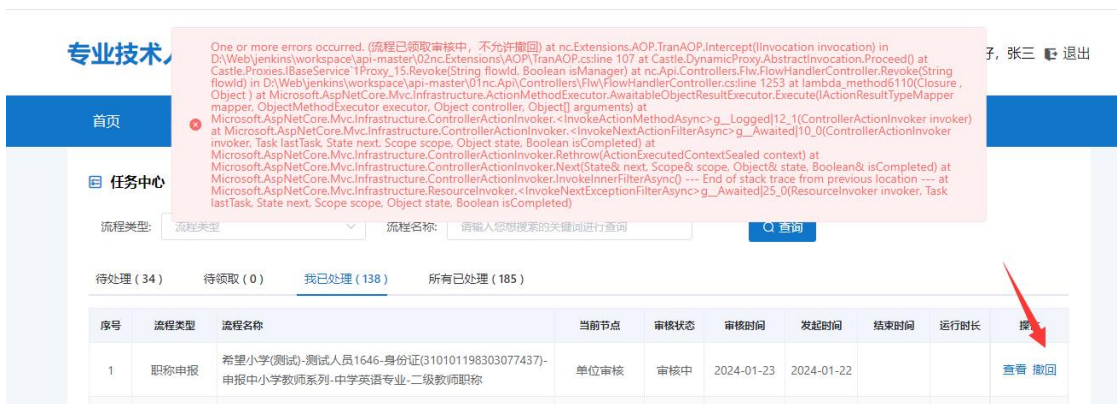 专业技术人
One or more errors occurred. (流程已领取审核中，不允许撤回) at nc.Extensions.AOP.TranAOP.Intercept(IInvocation invocation) in
D:\Web\jenkins\workspace\api-master\02nc.Extensions\AOP\TranAOP.cs:line 107 at Castle.DynamicProxy.AbstractInvocation.Proceed() at
Castle.Proxies.IBaseService`1Proxy_15.Revoke(String flowId, Boolean isManager) at nc.Api.Controllers.Flw.FlowHandlerController.Revoke(String
flowId) in D:\Web\jenkins\workspace\api-master\01nc.Api\Controllers\Flw\FlowHandlerController.cs:line 1253 at lambda_method6110(Closure ,
Object ) at Microsoft.AspNetCore.Mvc.Infrastructure.ActionMethodExecutor.AwaitableObjectResultExecutor.Execute(IActionResultTypeMapper
mapper, ObjectMethodExecutor executor, Object controller, Object[] arguments) at
Microsoft.AspNetCore.Mvc.Infrastructure.ControllerActionInvoker.<InvokeActionMethodAsync>g__Logged|12_1(ControllerActionInvoker invoker)
at Microsoft.AspNetCore.Mvc.Infrastructure.ControllerActionInvoker.<InvokeNextActionFilterAsync>g__Awaited|10_0(ControllerActionInvoker
invoker, Task lastTask, State next, Scope scope, Object state, Boolean isCompleted) at
Microsoft.AspNetCore.Mvc.Infrastructure.ControllerActionInvoker.Rethrow(ActionExecutedContextSealed context) at
Microsoft.AspNetCore.Mvc.Infrastructure.ControllerActionInvoker.Next(State& next, Scope& scope, Object& state, Boolean& isCompleted) at
Microsoft.AspNetCore.Mvc.Infrastructure.ControllerActionInvoker.InvokeInnerFilterAsync() --- End of stack trace from previous location --- at
Microsoft.AspNetCore.Mvc.Infrastructure.ResourceInvoker.<InvokeNextExceptionFilterAsync>g__Awaited|25_0(ResourceInvoker invoker, Task
lastTask, State next, Scope scope, Object state, Boolean isCompleted)
好, 张三 退出
首页
任务中心
流程类型: 流程类型 流程名称: 请输入您想搜索的关键词进行查询 查询
待处理 ( 34 ) 待领取 ( 0 ) 我已处理 ( 138 ) 所有已处理 ( 185 )
序号 流程类型 流程名称 当前节点 审核状态 审核时间 发起时间 结束时间 运行时长 操作
1 职称申报 希望小学(测试)-测试人员1646-身份证(310101198303077437)-申报中小学教师系列-中学英语专业-二级教师职称 单位审核 审核中 2024-01-23 2024-01-22 查看 撤回